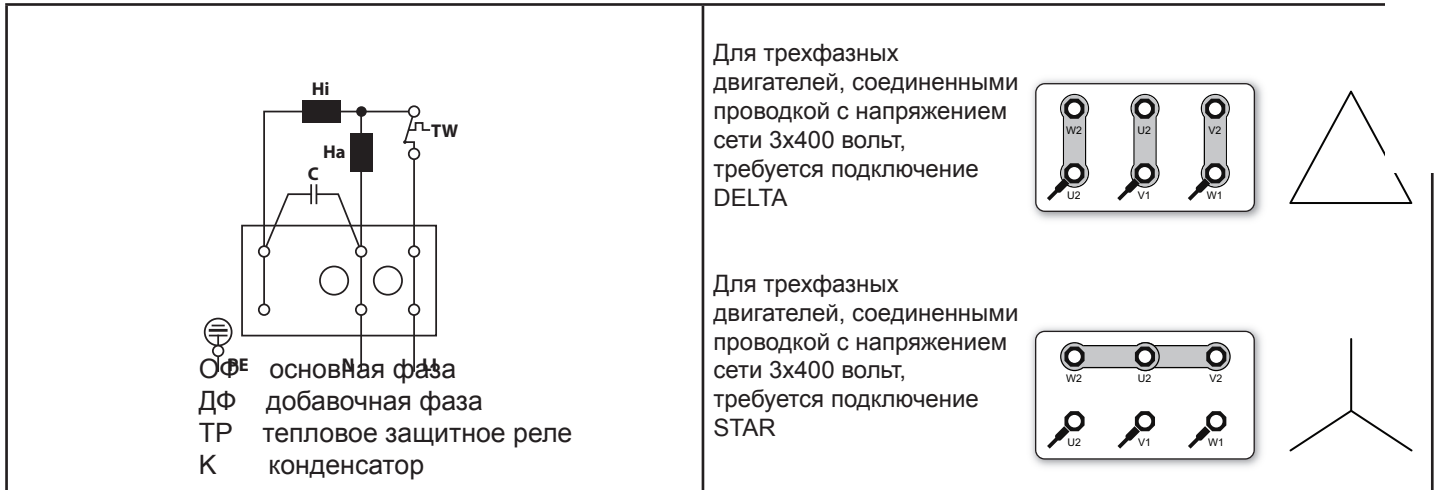 Hi
TW
Ha
C
PE N L1
ОФ основная фаза
ДФ добавочная фаза
ТР тепловое защитное реле
К конденсатор
Для трехфазных
двигателей, соединенными
проводкой с напряжением
сети 3x400 вольт,
требуется подключение
DELTA
W2 U2 V2
U2 V1 W1
Для трехфазных
двигателей, соединенными
проводкой с напряжением
сети 3x400 вольт,
требуется подключение
STAR
W2 U2 V2
U2 V1 W1